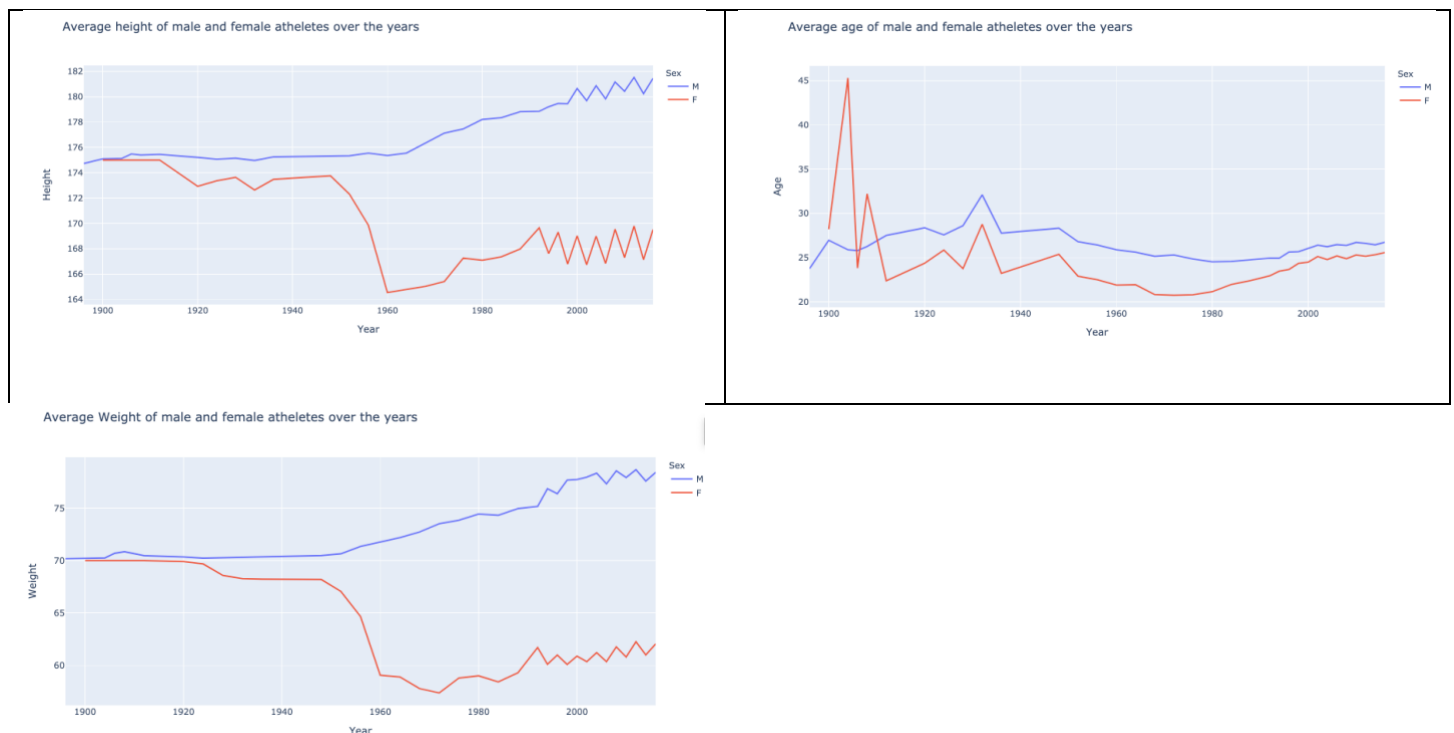 Average height of male and female atheletes over the years
Sex
M
F
182
180
178
176
174
172
170
168
166
164
Height
1900 1920 1940 1960 1980 2000
Year
Average age of male and female atheletes over the years
Sex
M
F
45
40
35
30
25
20
Age
1900 1920 1940 1960 1980 2000
Year
Average Weight of male and female atheletes over the years
Sex
M
F
75
70
65
60
Weight
1900 1920 1940 1960 1980 2000
Year